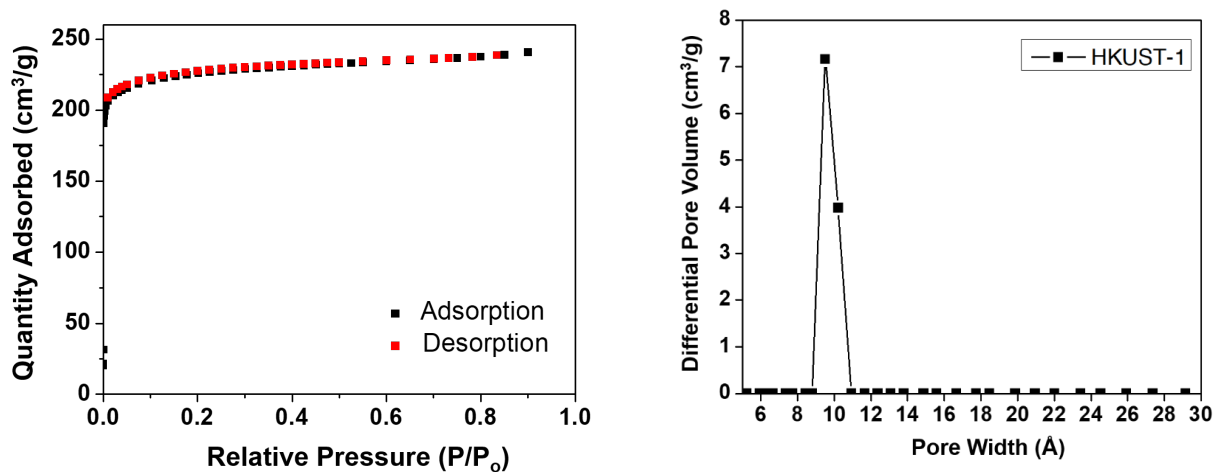 Quantity Adsorbed (cm³/g)
250
200
150
100
50
0
0.0 0.2 0.4 0.6 0.8 1.0
Relative Pressure (P/Pₒ)
Adsorption
Desorption
Differential Pore Volume (cm³/g)
8
7
6
5
4
3
2
1
0
6 8 10 12 14 16 18 20 22 24 26 28 30
Pore Width (Å)
HKUST-1